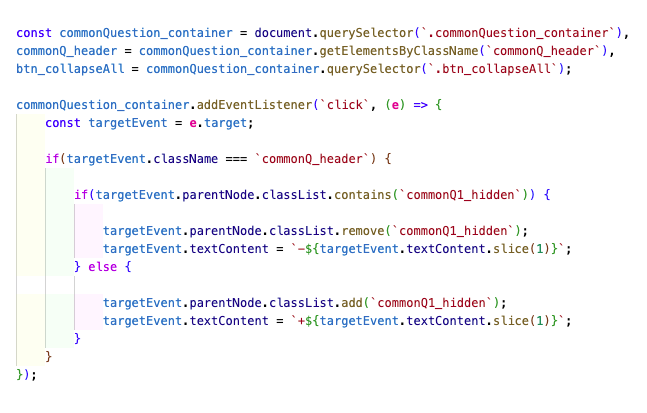 const commonQuestion_container = document.querySelector(`.commonQuestion_container`),
commonQ_header = commonQuestion_container.getElementsByClassName(`commonQ_header`),
btn_collapseAll = commonQuestion_container.querySelector(`.btn_collapseAll`);
commonQuestion_container.addEventListener(`click`, (e) => {
const targetEvent = e.target;
if(targetEvent.className === `commonQ_header`) {
if(targetEvent.parentNode.classList.contains(`commonQ1_hidden`)) {
targetEvent.parentNode.classList.remove(`commonQ1_hidden`);
targetEvent.textContent = `−${targetEvent.textContent.slice(1)}`;
} else {
targetEvent.parentNode.classList.add(`commonQ1_hidden`);
targetEvent.textContent = `+${targetEvent.textContent.slice(1)}`;
}
}
});